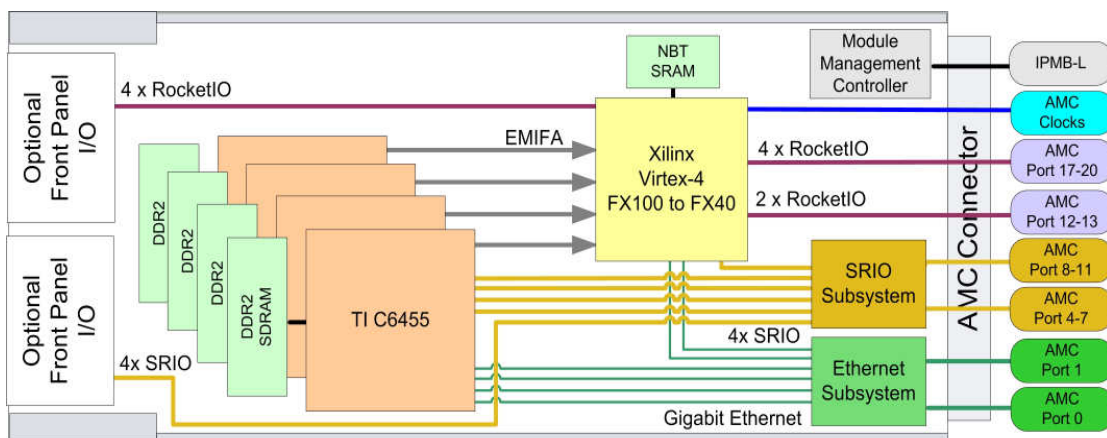 Optional
Front Panel
I/O
4 x RocketIO
NBT
SRAM
Module
Management
Controller
IPMB-L
AMC
Clocks
EMIFA
Xilinx
Virtex-4
FX100 to FX40
4 x RocketIO
AMC
Port 17-20
2 x RocketIO
AMC
Port 12-13
AMC Connector
DDR2
DDR2
DDR2
DDR2
SDRAM
TI C6455
Optional
Front Panel
I/O
4x SRIO
SRIO
Subsystem
AMC
Port 8-11
AMC
Port 4-7
4x SRIO
Ethernet
Subsystem
AMC
Port 1
AMC
Port 0
Gigabit Ethernet